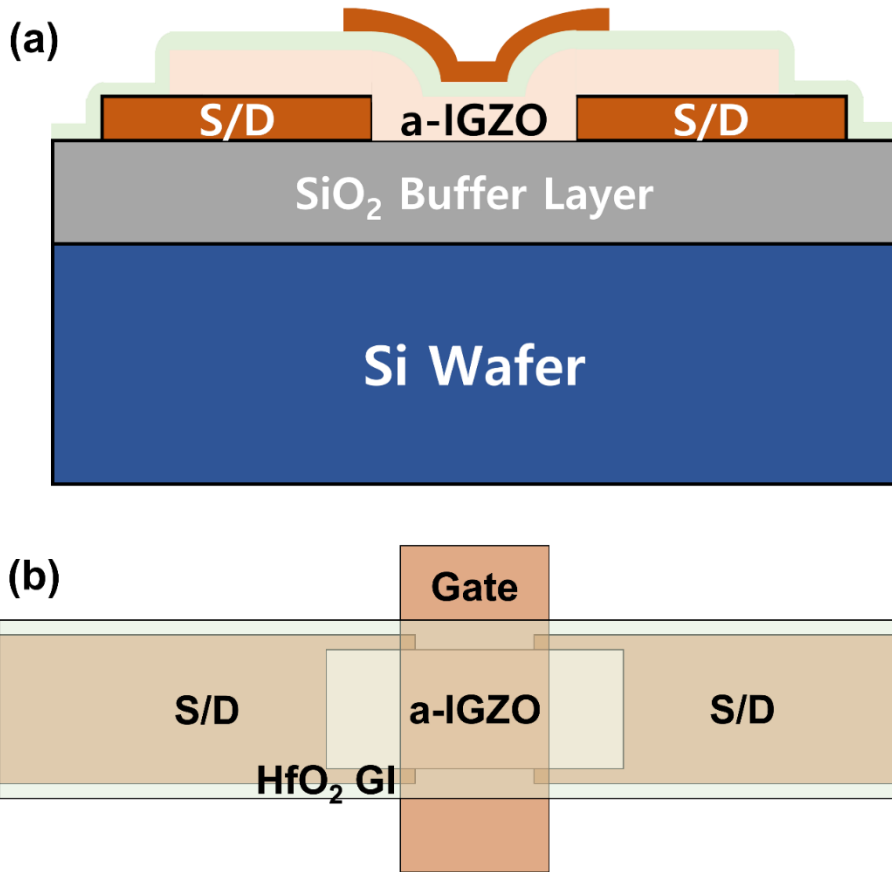 (a)
S/D a-IGZO S/D
SiO₂ Buffer Layer
Si Wafer
(b)
Gate
S/D a-IGZO S/D
HfO₂ GI